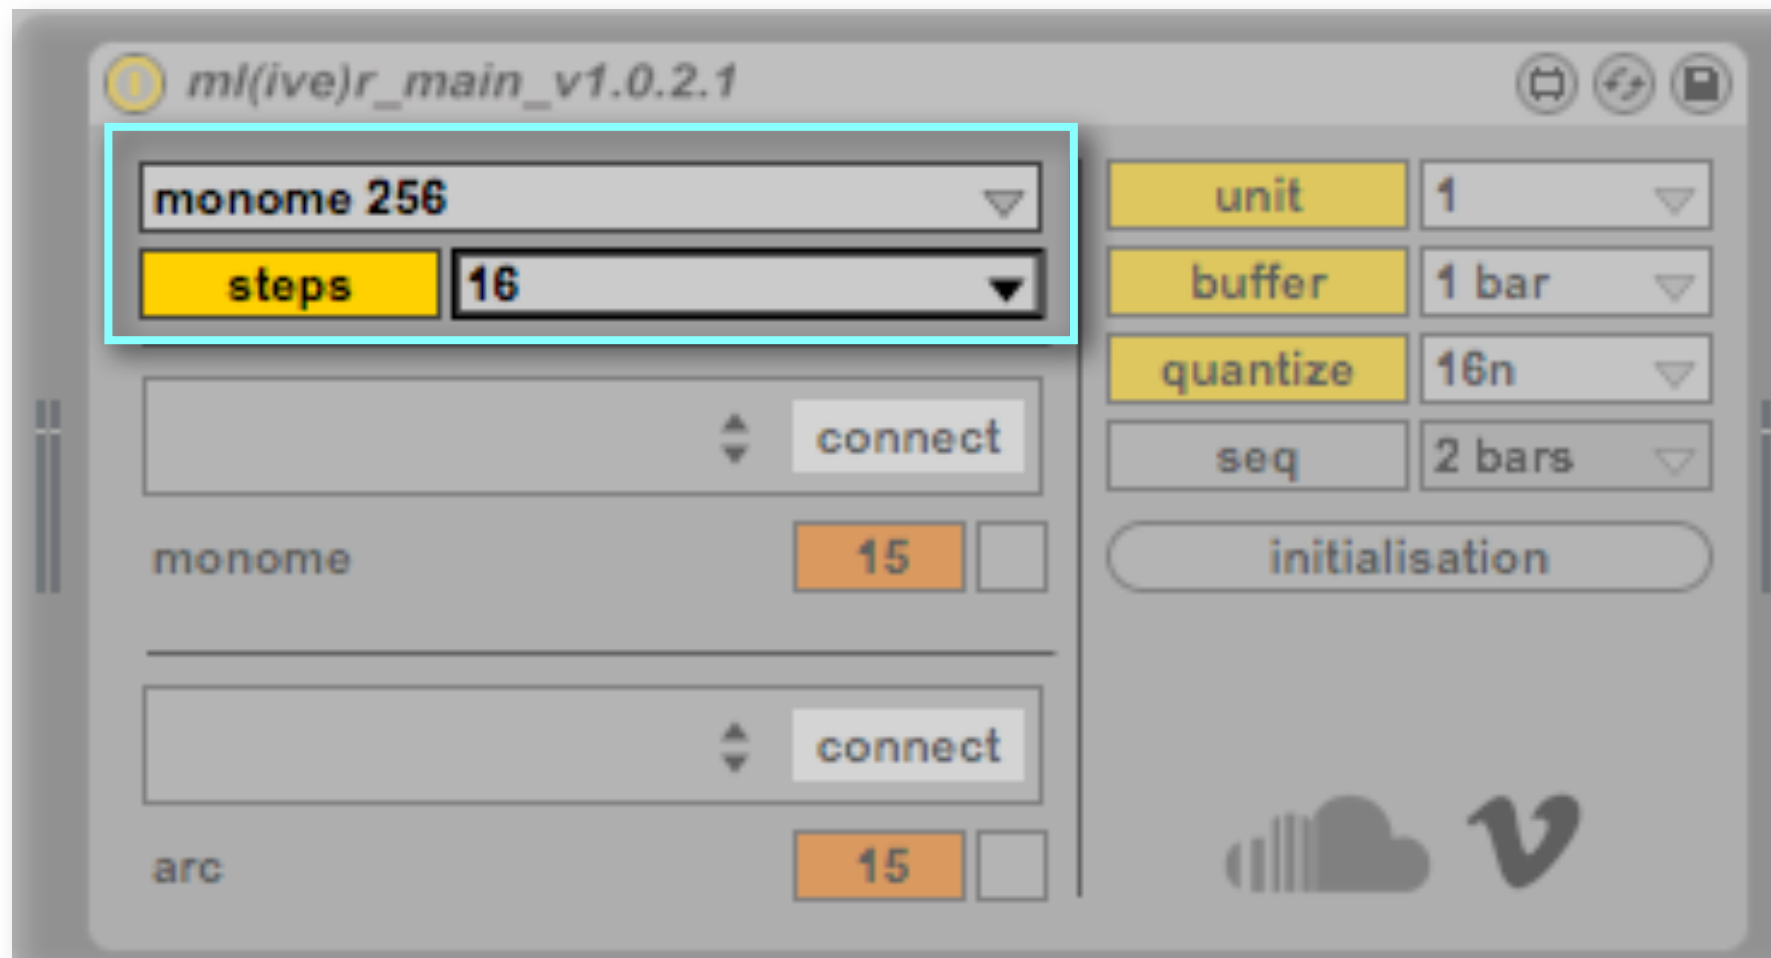 ml(ive)r_main_v1.0.2.1
monome 256
steps 16
connect
monome 15
connect
arc 15
unit 1
buffer 1 bar
quantize 16n
seq 2 bars
initialisation